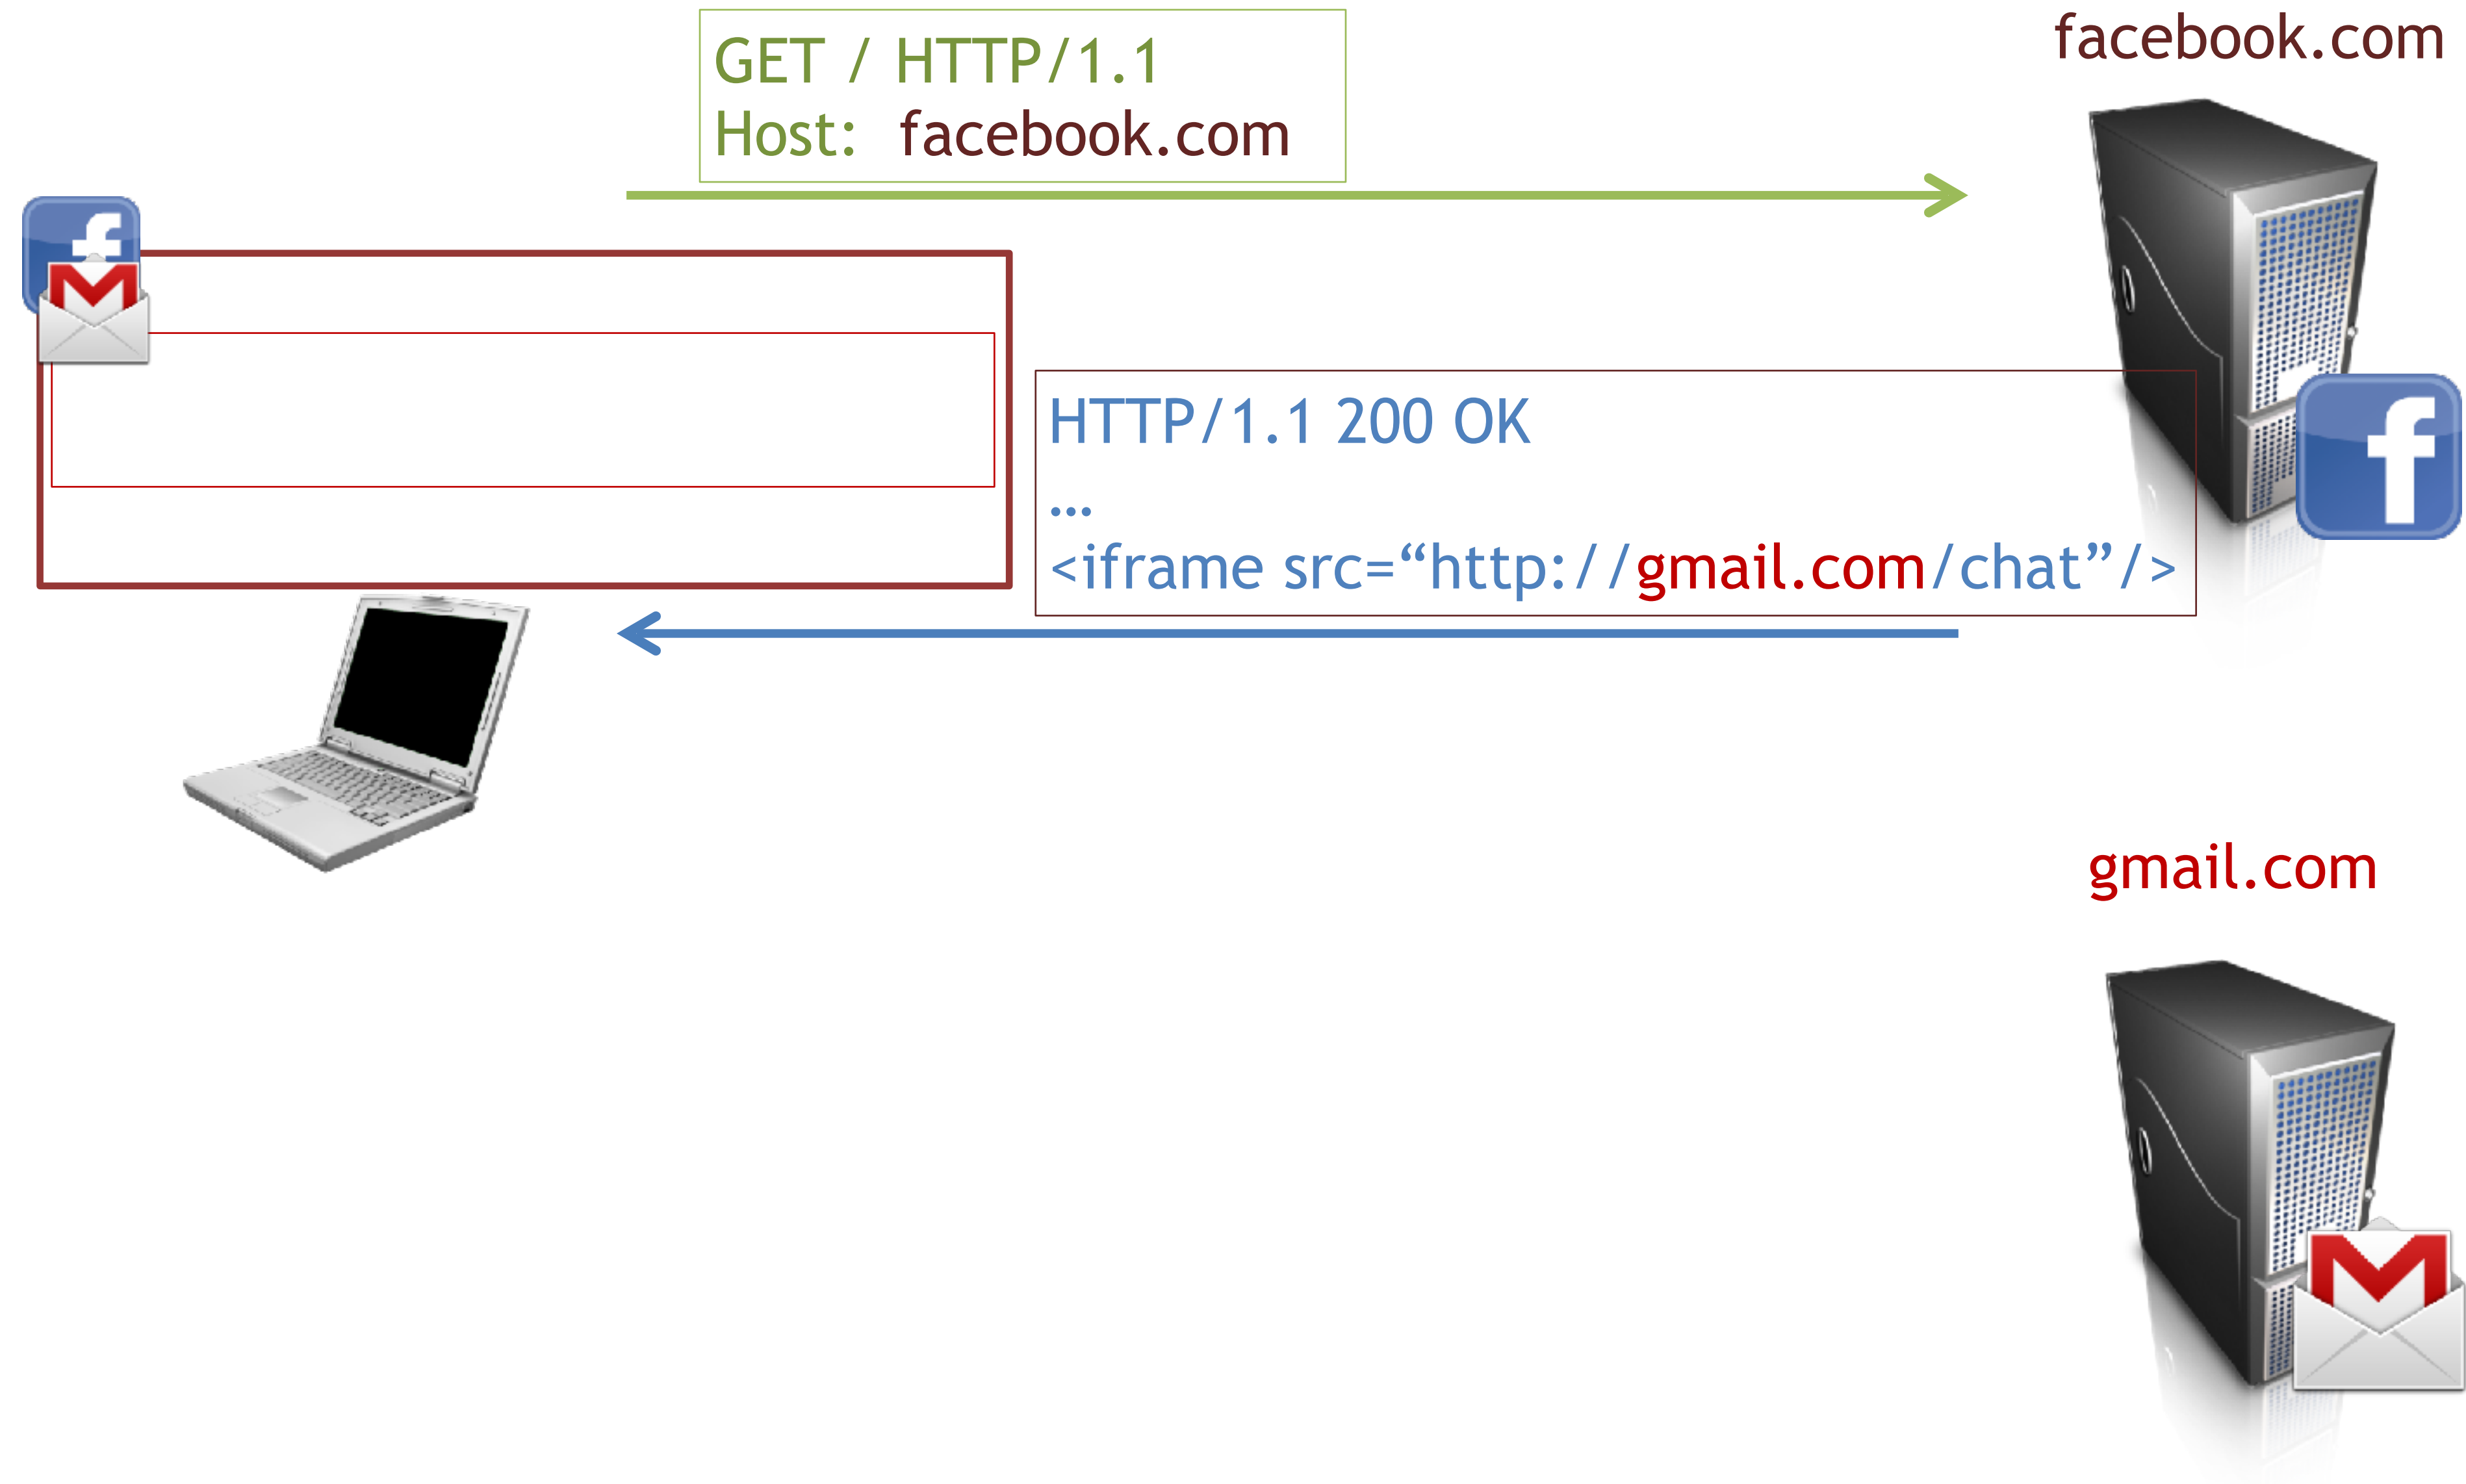 facebook.com
GET / HTTP/1.1
Host: facebook.com
HTTP/1.1 200 OK
…
<iframe src=“http://gmail.com/chat”/>
gmail.com